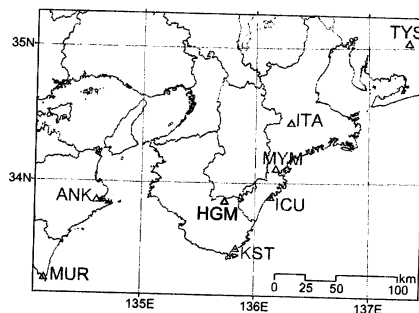 35N
TYS
ITA
MYM
34N
ANK
HGM
ICU
KST
MUR
km
0 25 50 100
135E 136E 137E